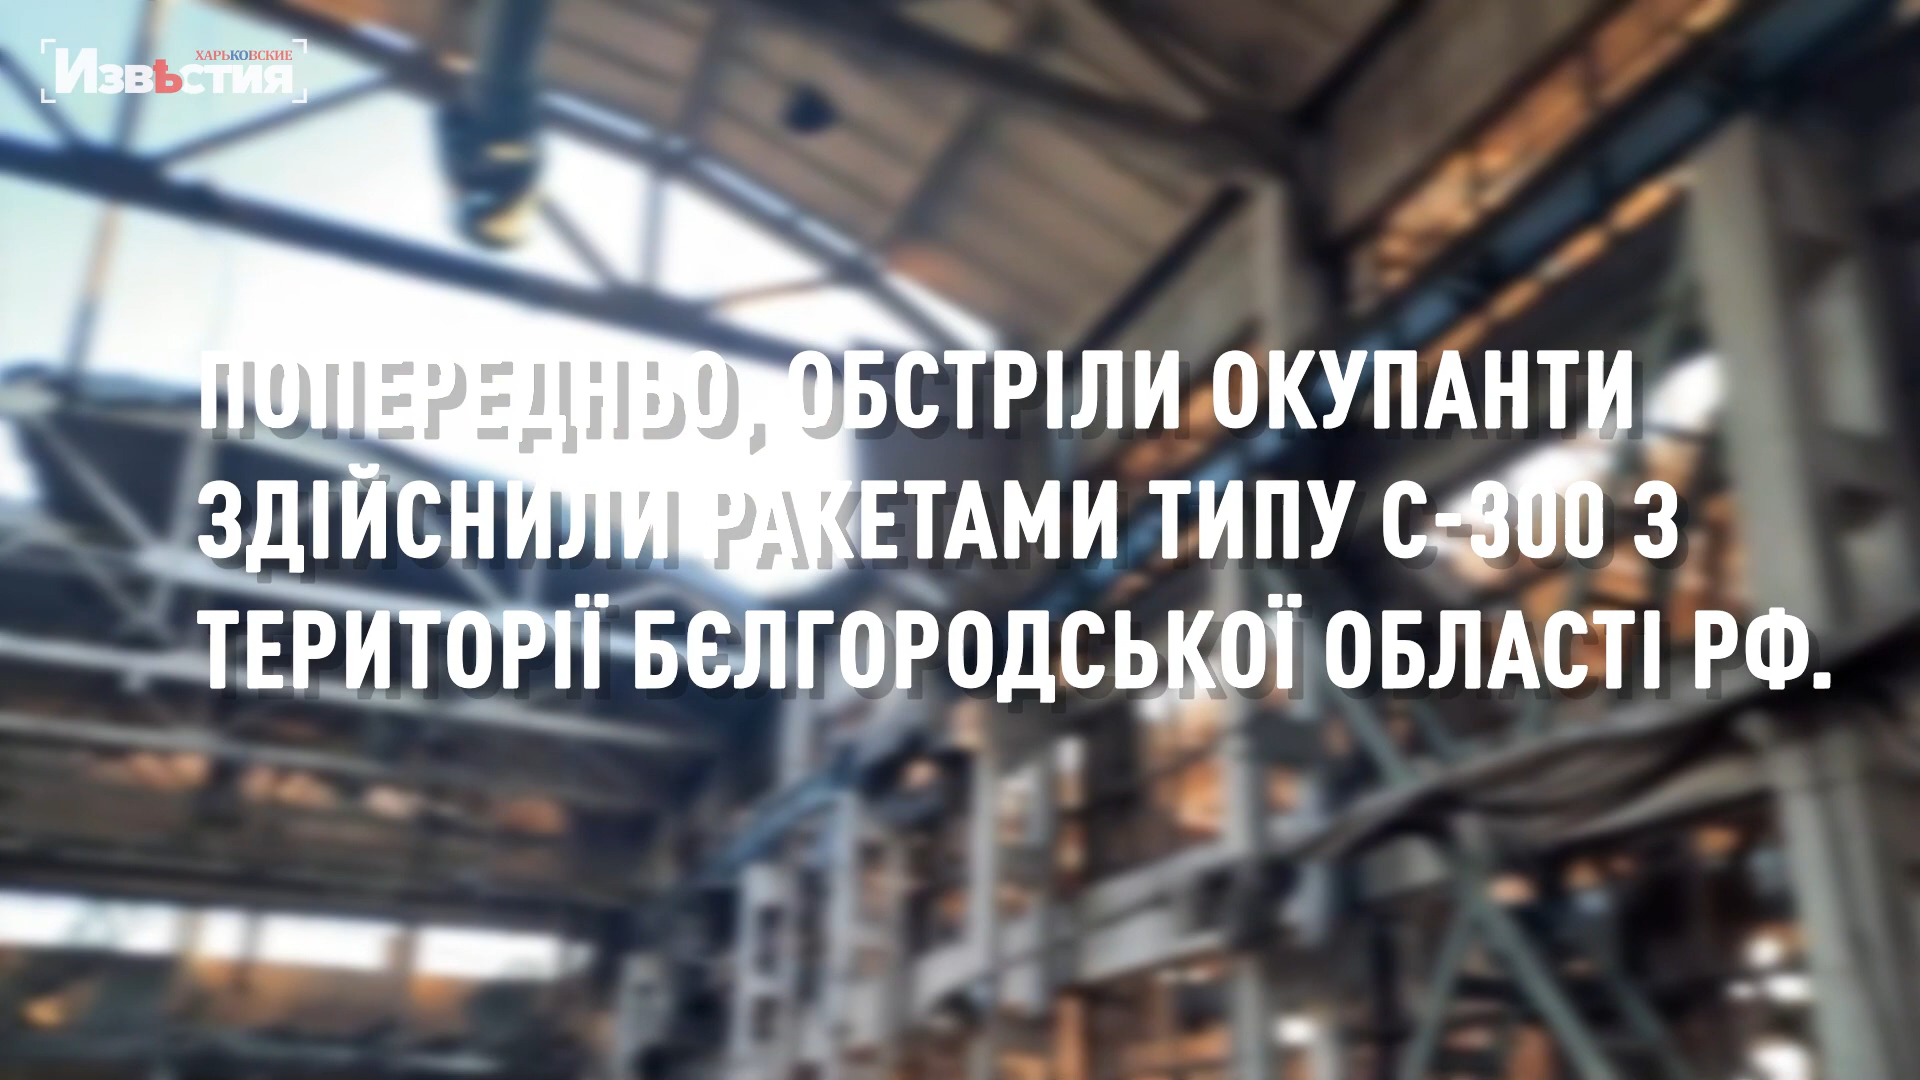 ХАРЬКОВСКИЕ
ИзвѣстиЯ
ПОПЕРЕДНЬО, ОБСТРІЛИ ОКУПАНТИ
ЗДІЙСНИЛИ РАКЕТАМИ ТИПУ С-300 З
ТЕРИТОРІЇ БЄЛГОРОДСЬКОЇ ОБЛАСТІ РФ.